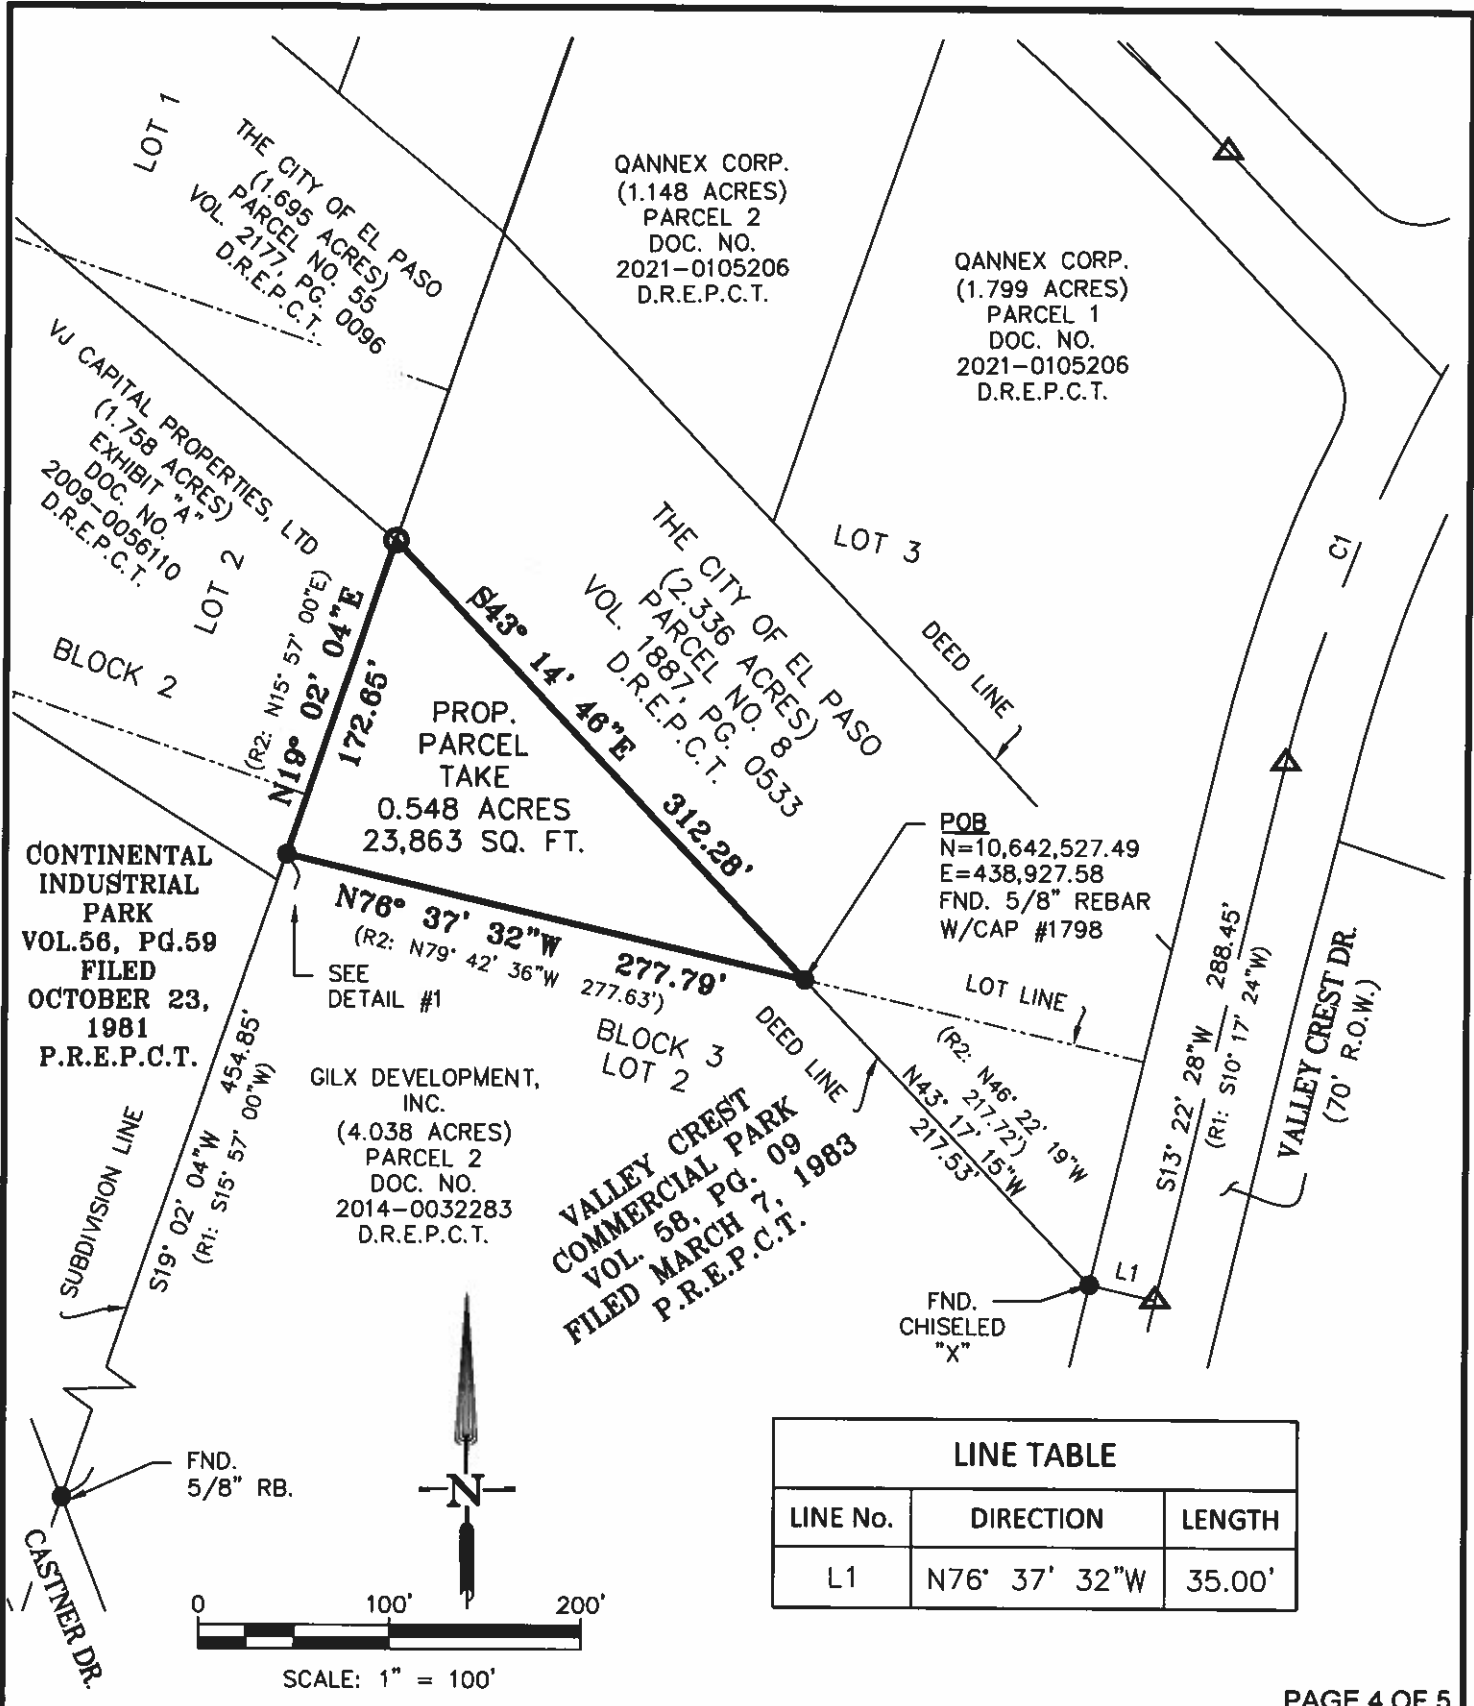 LOT 1
THE CITY OF EL PASO
(1.695 ACRES)
PARCEL NO. 55
VOL. 2177, PG. 0096
D.R.E.P.C.T.
QANNEX CORP.
(1.148 ACRES)
PARCEL 2
DOC. NO.
2021-0105206
D.R.E.P.C.T.
QANNEX CORP.
(1.799 ACRES)
PARCEL 1
DOC. NO.
2021-0105206
D.R.E.P.C.T.
VJ CAPITAL PROPERTIES, LTD
(1.758 ACRES)
EXHIBIT "A"
DOC. NO.
2009-0056110
D.R.E.P.C.T.
LOT 2
BLOCK 2
(R2: N15° 57' 00"E)
N19° 02' 04"E
172.65'
S43° 14' 46"E 312.28'
THE CITY OF EL PASO
(2.336 ACRES)
PARCEL NO. 8
VOL. 1887, PG. 0533
D.R.E.P.C.T.
LOT 3
C1
DEED LINE
PROP.
PARCEL
TAKE
0.548 ACRES
23,863 SQ. FT.
POB
N=10,642,527.49
E=438,927.58
FND. 5/8" REBAR
W/CAP #1798
CONTINENTAL
INDUSTRIAL
PARK
VOL.56, PG.59
FILED
OCTOBER 23,
1981
P.R.E.P.C.T.
N76° 37' 32"W 277.79'
(R2: N79° 42' 36"W 277.63')
SEE
DETAIL #1
LOT LINE
BLOCK 3
LOT 2
DEED LINE
(R2: N46° 22' 19"W
217.72')
N43° 17' 15"W
217.53'
S13° 22' 28"W 288.45'
(R1: S10° 17' 24"W)
VALLEY CREST DR.
(70' R.O.W.)
GILX DEVELOPMENT,
INC.
(4.038 ACRES)
PARCEL 2
DOC. NO.
2014-0032283
D.R.E.P.C.T.
VALLEY CREST
COMMERCIAL PARK
VOL. 58, PG. 09
FILED MARCH 7, 1983
P.R.E.P.C.T.
SUBDIVISION LINE
S19° 02' 04"W 454.85'
(R1: S15° 57' 00"W)
L1
FND.
CHISELED
"X"
FND.
5/8" RB.
CASTNER DR.
N
0 100' 200'
SCALE: 1" = 100'
LINE TABLE
LINE No. DIRECTION LENGTH
L1 N76° 37' 32"W 35.00'
PAGE 4 OF 5